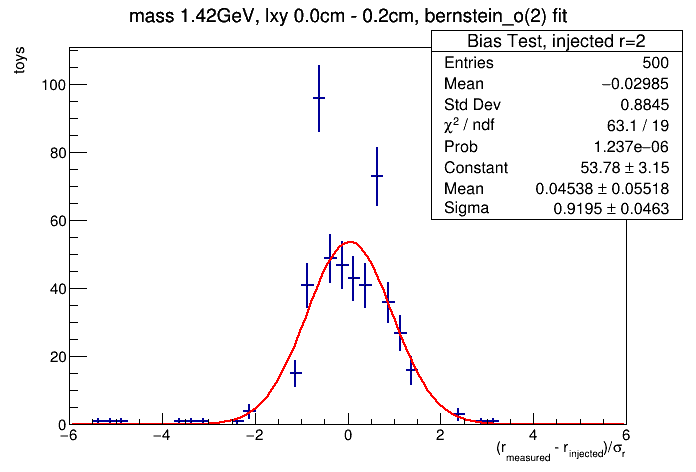 mass 1.42GeV, lxy 0.0cm - 0.2cm, bernstein_o(2) fit
toys
Bias Test, injected r=2
Entries 500
Mean −0.02985
Std Dev 0.8845
χ² / ndf 63.1 / 19
Prob 1.237e−06
Constant 53.78 ± 3.15
Mean 0.04538 ± 0.05518
Sigma 0.9195 ± 0.0463
100
80
60
40
20
0
−6 −4 −2 0 2 4 6
(r_measured - r_injected)/σ_r